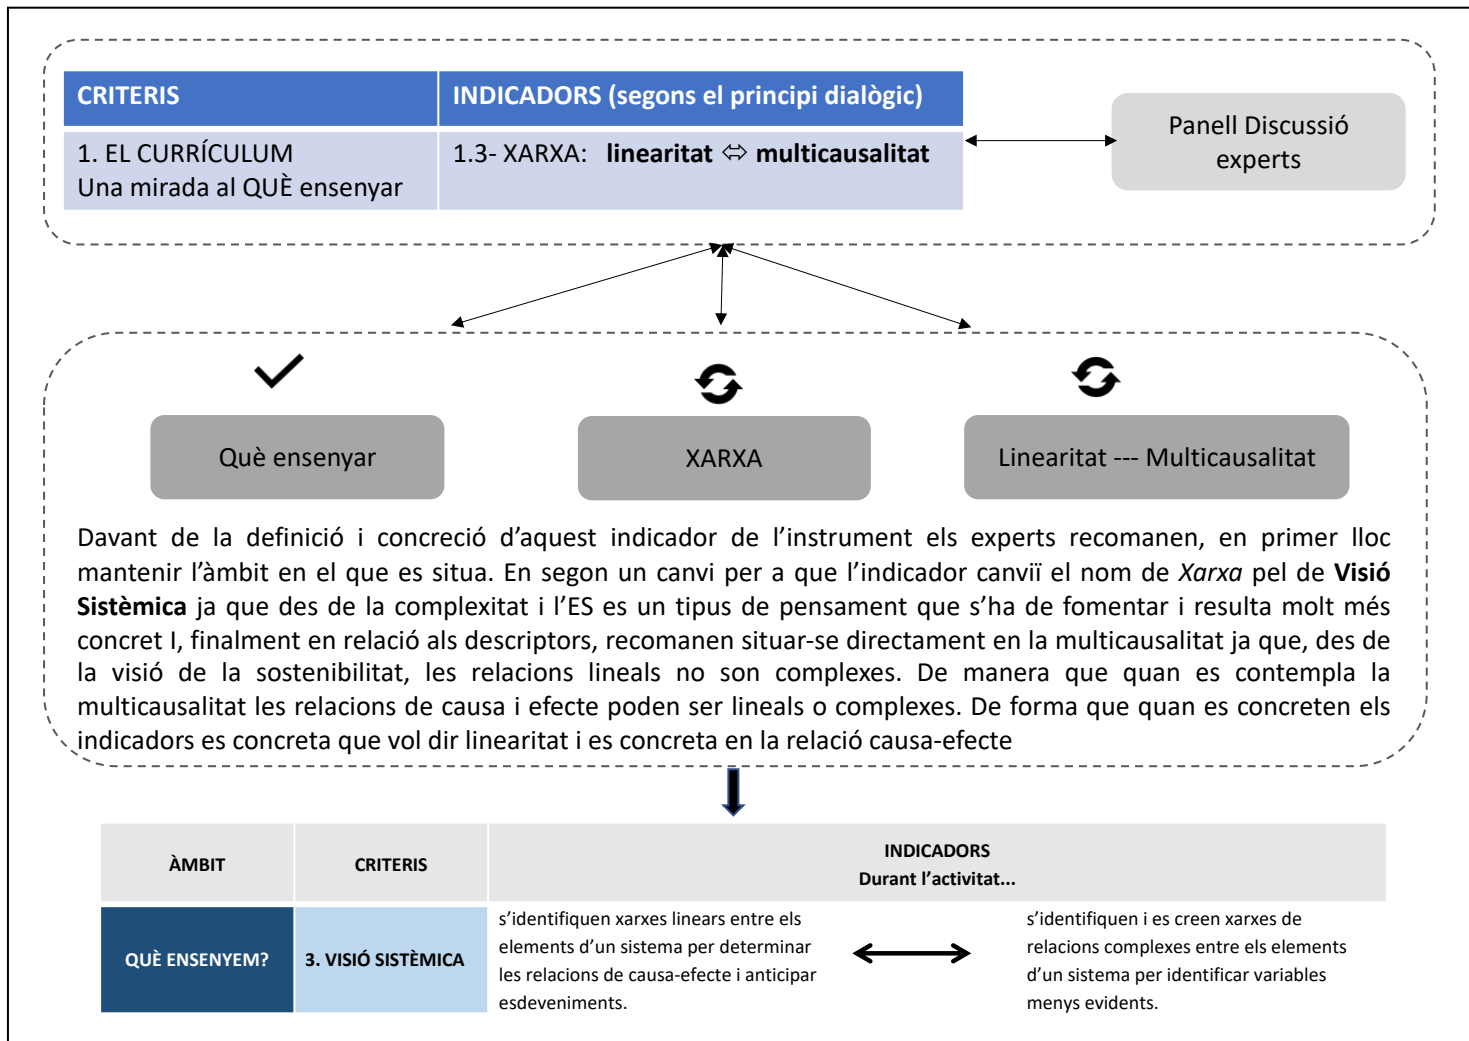 CRITERIS
INDICADORS (segons el principi dialògic)
1. EL CURRÍCULUM
Una mirada al QUÈ ensenyar
1.3- XARXA: linearitat ⬄ multicausalitat
Panell Discussió
experts
Què ensenyar
XARXA
Linearitat --- Multicausalitat
Davant de la definició i concreció d’aquest indicador de l’instrument els experts recomanen, en primer lloc
mantenir l’àmbit en el que es situa. En segon un canvi per a que l’indicador canviï el nom de Xarxa pel de Visió
Sistèmica ja que des de la complexitat i l’ES es un tipus de pensament que s’ha de fomentar i resulta molt més
concret I, finalment en relació als descriptors, recomanen situar-se directament en la multicausalitat ja que, des de
la visió de la sostenibilitat, les relacions lineals no son complexes. De manera que quan es contempla la
multicausalitat les relacions de causa i efecte poden ser lineals o complexes. De forma que quan es concreten els
indicadors es concreta que vol dir linearitat i es concreta en la relació causa-efecte
ÀMBIT
CRITERIS
INDICADORS
Durant l’activitat...
QUÈ ENSENYEM?
3. VISIÓ SISTÈMICA
s’identifiquen xarxes linears entre els
elements d’un sistema per determinar
les relacions de causa-efecte i anticipar
esdeveniments.
s’identifiquen i es creen xarxes de
relacions complexes entre els elements
d’un sistema per identificar variables
menys evidents.